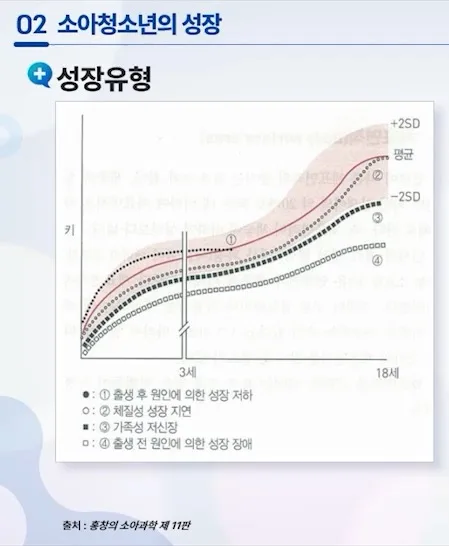 02 소아청소년의 성장
성장유형
+2SD
평균
②
-2SD
①
③
키
④
3세
18세
● : ① 출생 후 원인에 의한 성장 저하
○ : ② 체질성 성장 지연
■ : ③ 가족성 저신장
□ : ④ 출생 전 원인에 의한 성장 장애
출처 : 홍창의 소아과학 제 11판